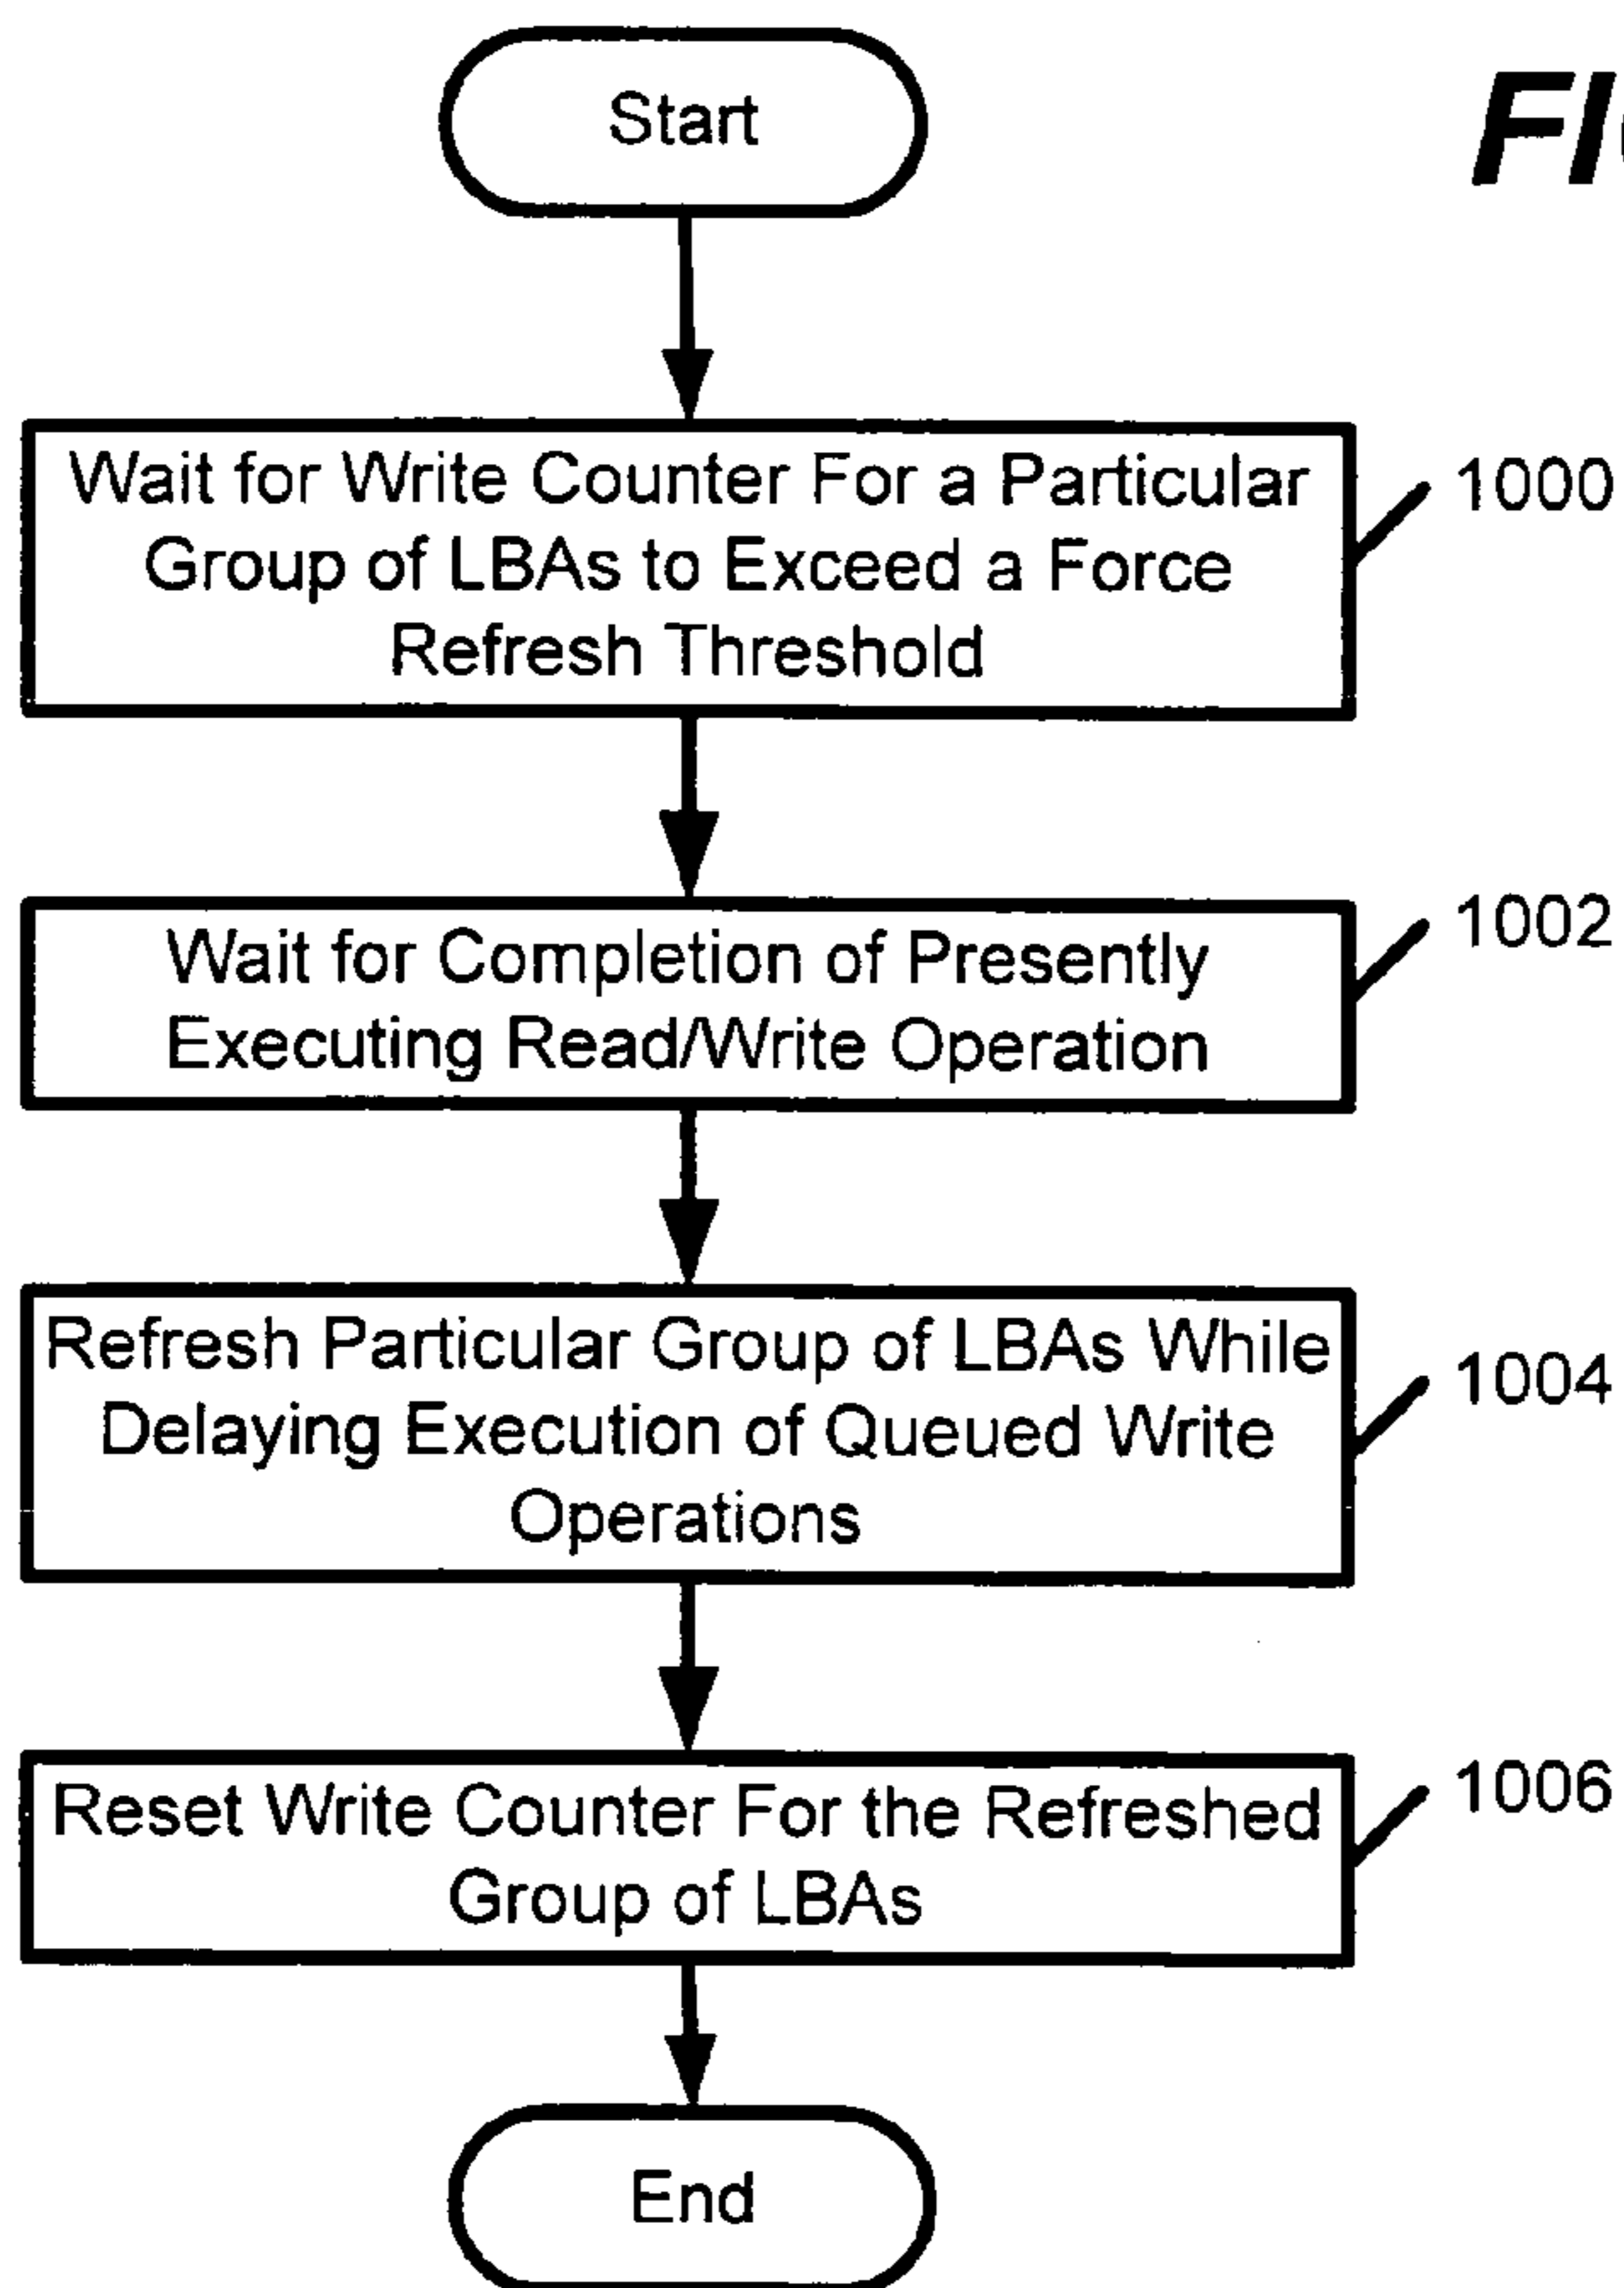 Start
Wait for Write Counter For a Particular
Group of LBAs to Exceed a Force
Refresh Threshold
1000
Wait for Completion of Presently
Executing Read/Write Operation
1002
Refresh Particular Group of LBAs While
Delaying Execution of Queued Write
Operations
1004
Reset Write Counter For the Refreshed
Group of LBAs
1006
End